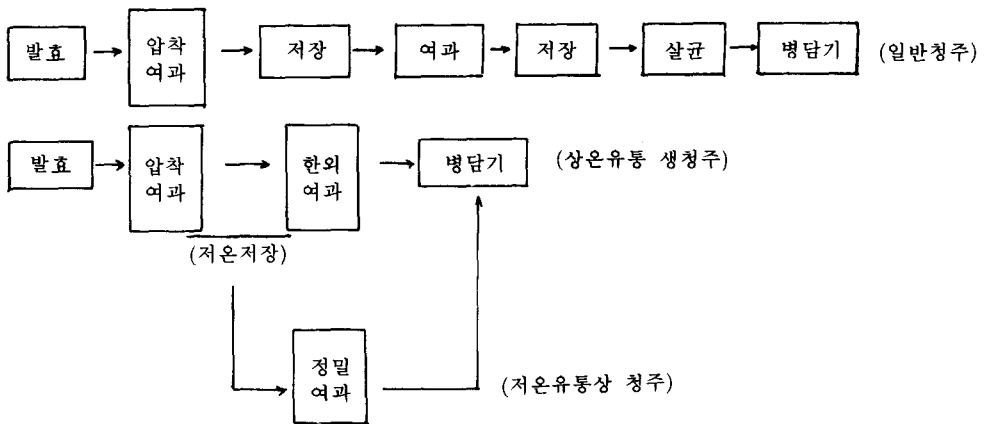 발효 압착 여과 저장 여과 저장 살균 병담기 (일반청주)
발효 압착 여과 한외 여과 병담기 (상온유통 생청주)
(저온저장)
정밀 여과 (저온유통상 청주)